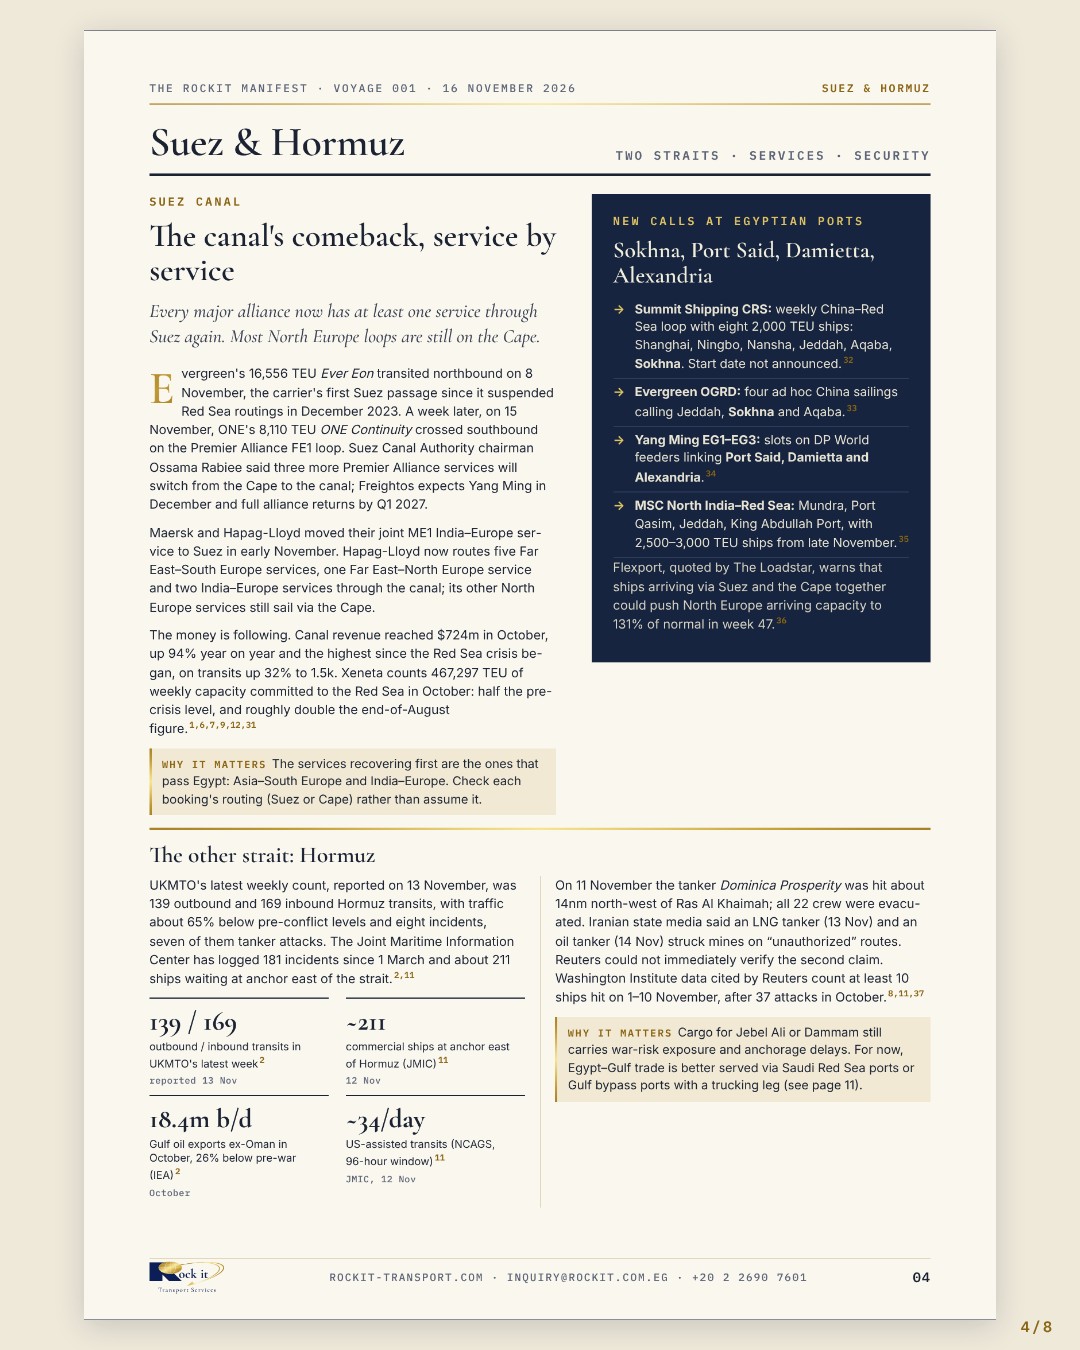 THE ROCKIT MANIFEST · VOYAGE 001 · 16 NOVEMBER 2026
SUEZ & HORMUZ
Suez & Hormuz
TWO STRAITS · SERVICES · SECURITY
SUEZ CANAL
The canal's comeback, service by
service
Every major alliance now has at least one service through
Suez again. Most North Europe loops are still on the Cape.
Evergreen's 16,556 TEU Ever Eon transited northbound on 8
November, the carrier's first Suez passage since it suspended
Red Sea routings in December 2023. A week later, on 15
November, ONE's 8,110 TEU ONE Continuity crossed southbound
on the Premier Alliance FE1 loop. Suez Canal Authority chairman
Ossama Rabiee said three more Premier Alliance services will
switch from the Cape to the canal; Freightos expects Yang Ming in
December and full alliance returns by Q1 2027.
Maersk and Hapag-Lloyd moved their joint ME1 India–Europe ser-
vice to Suez in early November. Hapag-Lloyd now routes five Far
East–South Europe services, one Far East–North Europe service
and two India–Europe services through the canal; its other North
Europe services still sail via the Cape.
The money is following. Canal revenue reached $724m in October,
up 94% year on year and the highest since the Red Sea crisis be-
gan, on transits up 32% to 1.5k. Xeneta counts 467,297 TEU of
weekly capacity committed to the Red Sea in October: half the pre-
crisis level, and roughly double the end-of-August
figure.1,6,7,9,12,31
WHY IT MATTERS The services recovering first are the ones that
pass Egypt: Asia–South Europe and India–Europe. Check each
booking's routing (Suez or Cape) rather than assume it.
NEW CALLS AT EGYPTIAN PORTS
Sokhna, Port Said, Damietta,
Alexandria
→ Summit Shipping CRS: weekly China–Red
Sea loop with eight 2,000 TEU ships:
Shanghai, Ningbo, Nansha, Jeddah, Aqaba,
Sokhna. Start date not announced.32
→ Evergreen OGRD: four ad hoc China sailings
calling Jeddah, Sokhna and Aqaba.33
→ Yang Ming EG1–EG3: slots on DP World
feeders linking Port Said, Damietta and
Alexandria.34
→ MSC North India–Red Sea: Mundra, Port
Qasim, Jeddah, King Abdullah Port, with
2,500–3,000 TEU ships from late November.35
Flexport, quoted by The Loadstar, warns that
ships arriving via Suez and the Cape together
could push North Europe arriving capacity to
131% of normal in week 47.36
The other strait: Hormuz
UKMTO's latest weekly count, reported on 13 November, was
139 outbound and 169 inbound Hormuz transits, with traffic
about 65% below pre-conflict levels and eight incidents,
seven of them tanker attacks. The Joint Maritime Information
Center has logged 181 incidents since 1 March and about 211
ships waiting at anchor east of the strait.2,11
139 / 169
outbound / inbound transits in
UKMTO's latest week2
reported 13 Nov
~211
commercial ships at anchor east
of Hormuz (JMIC)11
12 Nov
18.4m b/d
Gulf oil exports ex-Oman in
October, 26% below pre-war
(IEA)2
October
~34/day
US-assisted transits (NCAGS,
96-hour window)11
JMIC, 12 Nov
On 11 November the tanker Dominica Prosperity was hit about
14nm north-west of Ras Al Khaimah; all 22 crew were evacu-
ated. Iranian state media said an LNG tanker (13 Nov) and an
oil tanker (14 Nov) struck mines on “unauthorized” routes.
Reuters could not immediately verify the second claim.
Washington Institute data cited by Reuters count at least 10
ships hit on 1–10 November, after 37 attacks in October.8,11,37
WHY IT MATTERS Cargo for Jebel Ali or Dammam still
carries war-risk exposure and anchorage delays. For now,
Egypt–Gulf trade is better served via Saudi Red Sea ports or
Gulf bypass ports with a trucking leg (see page 11).
Rock it
Transport Services
ROCKIT-TRANSPORT.COM · INQUIRY@ROCKIT.COM.EG · +20 2 2690 7601
04
4/8